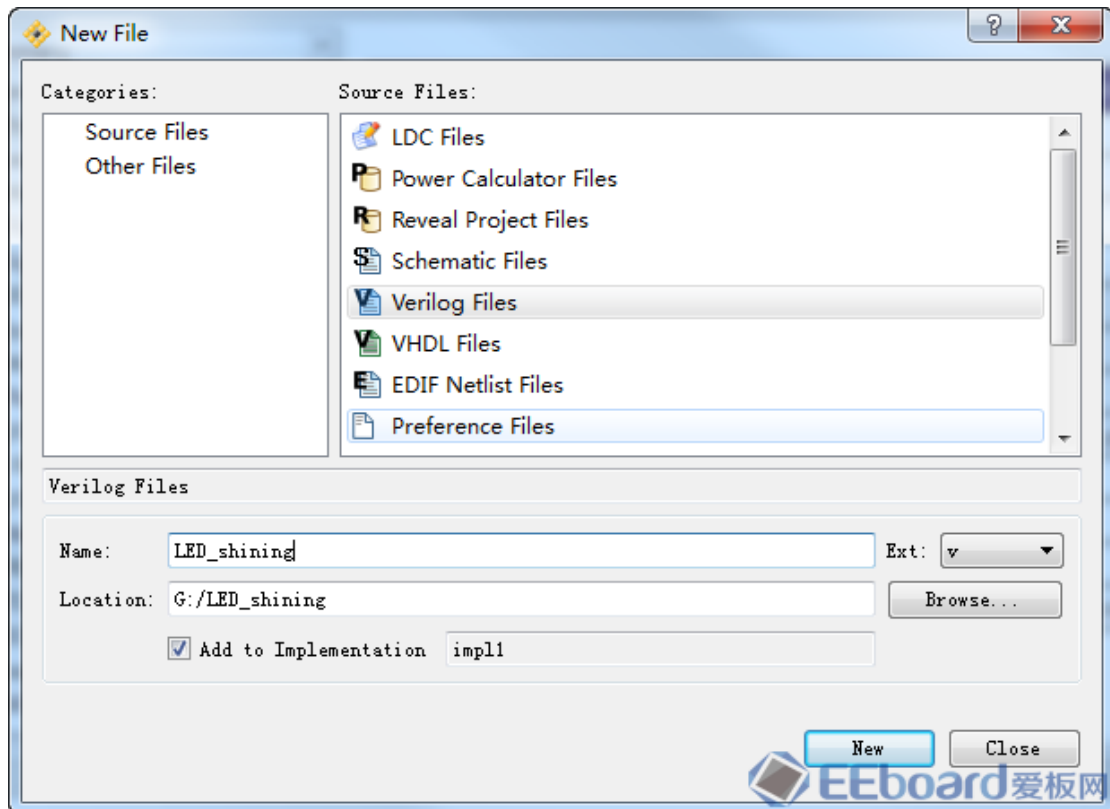 New File
Categories:
Source Files:
Source Files
Other Files
LDC Files
Power Calculator Files
Reveal Project Files
Schematic Files
Verilog Files
VHDL Files
EDIF Netlist Files
Preference Files
Verilog Files
Name: LED_shining Ext: v
Location: G:/LED_shining Browse...
Add to Implementation impl1
New Close
EEboard爱板网